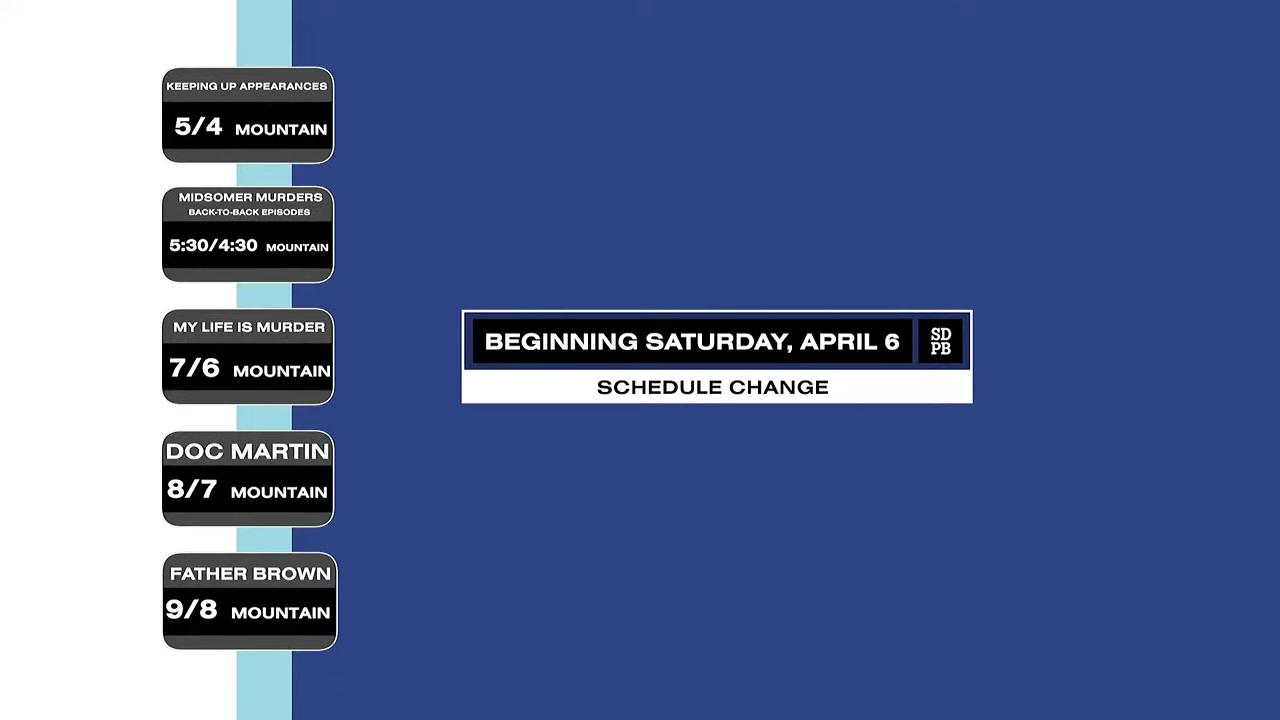 KEEPING UP APPEARANCES
5/4 MOUNTAIN
MIDSOMER MURDERS
BACK-TO-BACK EPISODES
5:30/4:30 MOUNTAIN
MY LIFE IS MURDER
7/6 MOUNTAIN
DOC MARTIN
8/7 MOUNTAIN
FATHER BROWN
9/8 MOUNTAIN
BEGINNING SATURDAY, APRIL 6
SD
PB
SCHEDULE CHANGE